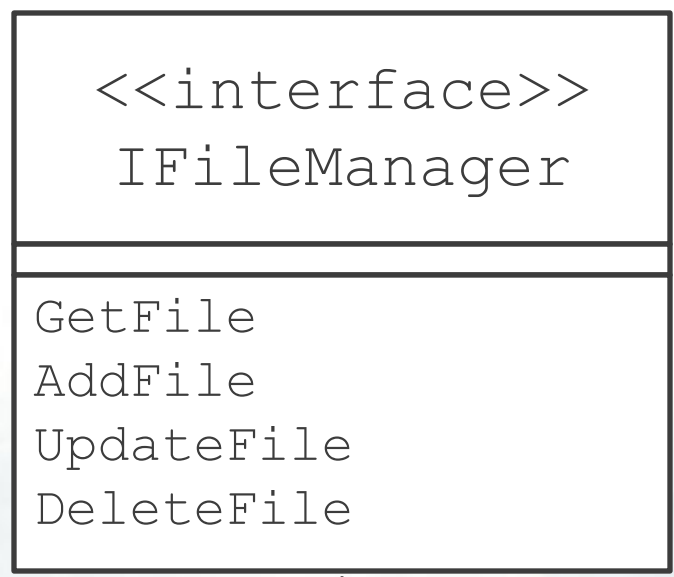 <<interface>>
IFileManager
GetFile
AddFile
UpdateFile
DeleteFile